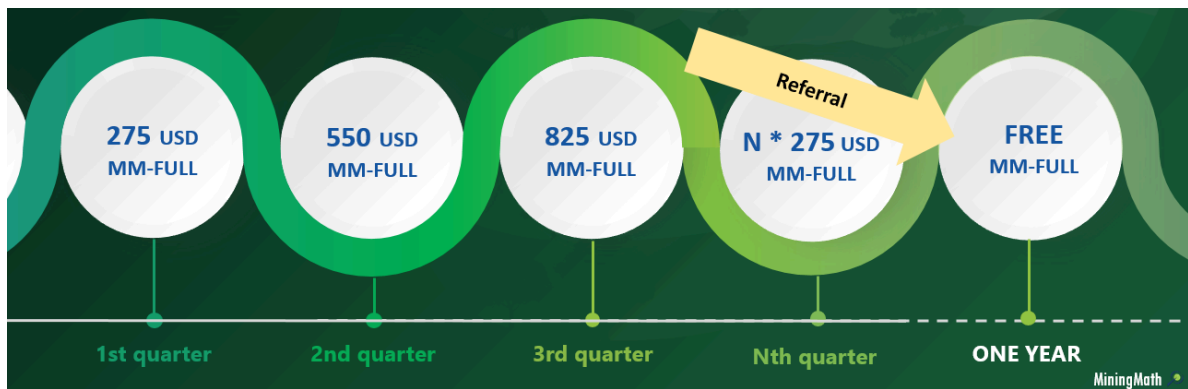 275 USD
MM-FULL
550 USD
MM-FULL
825 USD
MM-FULL
Referral
N * 275 USD
MM-FULL
FREE
MM-FULL
1st quarter
2nd quarter
3rd quarter
Nth quarter
ONE YEAR
MiningMath